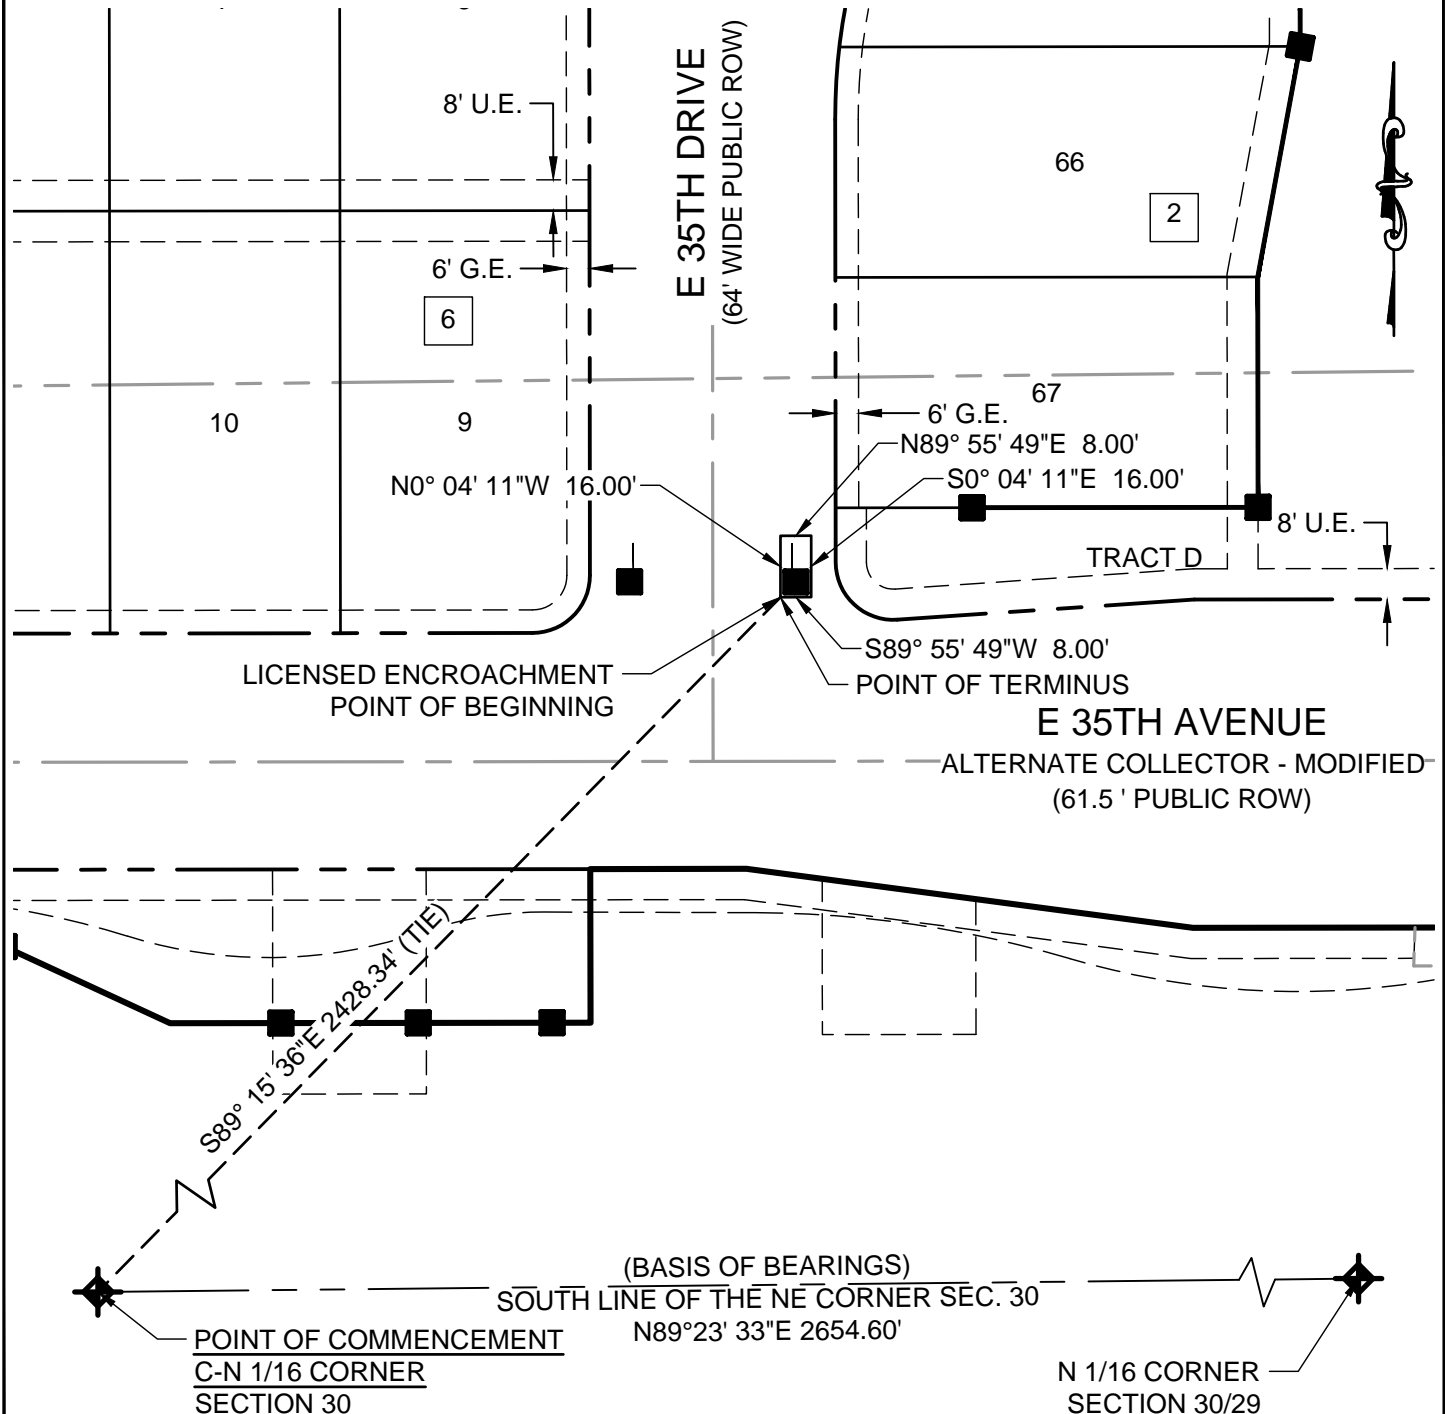 8' U.E.
E 35TH DRIVE
(64' WIDE PUBLIC ROW)
66
2
6' G.E.
6
67
10
9
6' G.E.
N89° 55' 49"E 8.00'
N0° 04' 11"W 16.00'
S0° 04' 11"E 16.00'
8' U.E.
TRACT D
S89° 55' 49"W 8.00'
LICENSED ENCROACHMENT
POINT OF BEGINNING
POINT OF TERMINUS
E 35TH AVENUE
ALTERNATE COLLECTOR - MODIFIED
(61.5 ' PUBLIC ROW)
S89° 15' 36"E 2428.34' (TIE)
(BASIS OF BEARINGS)
SOUTH LINE OF THE NE CORNER SEC. 30
N89°23' 33"E 2654.60'
POINT OF COMMENCEMENT
C-N 1/16 CORNER
SECTION 30
N 1/16 CORNER
SECTION 30/29